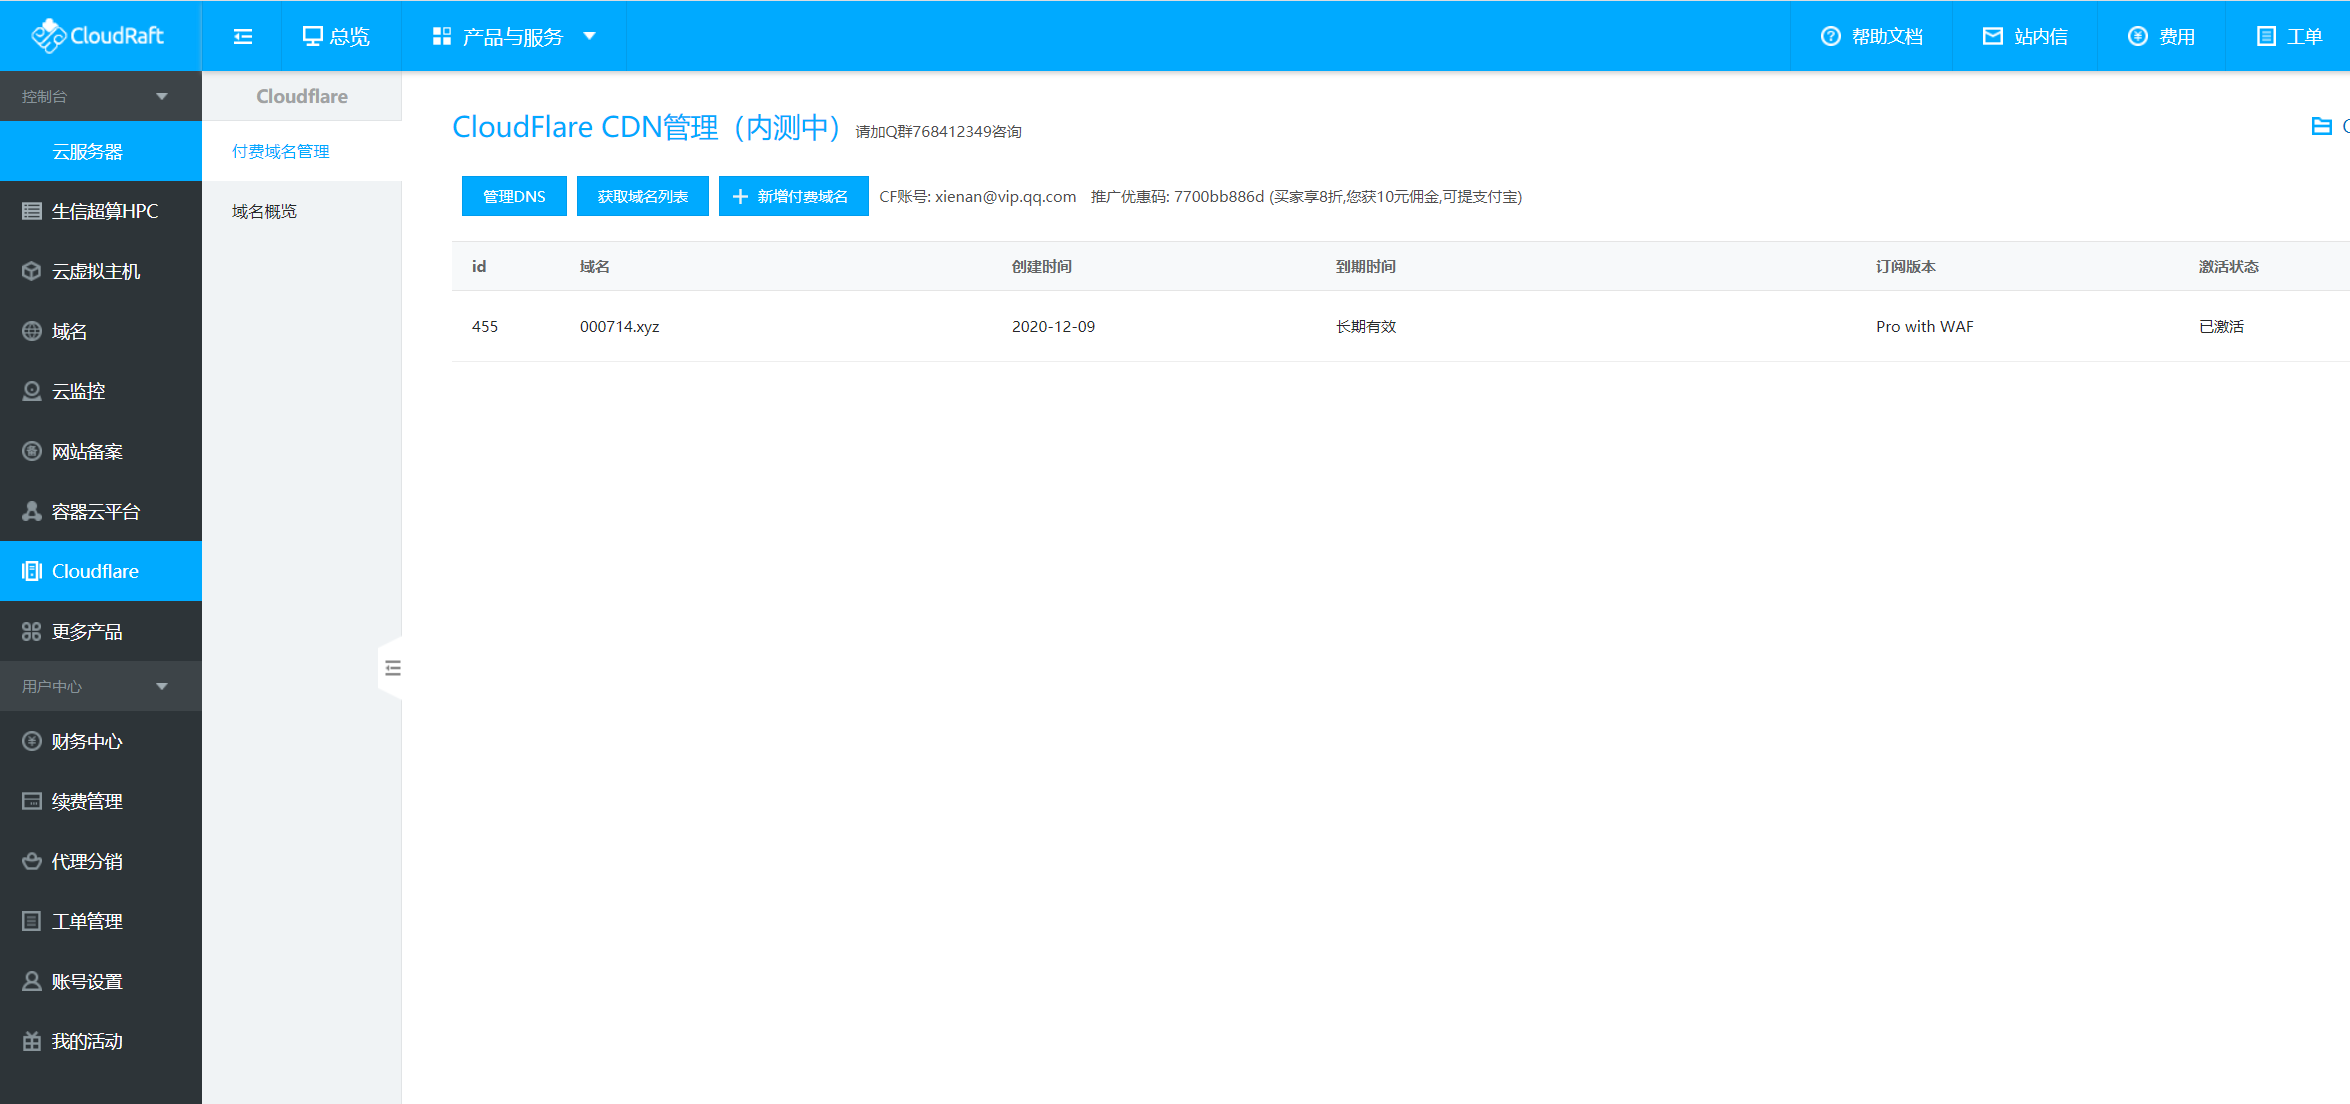 CloudRaft
总览
产品与服务
帮助文档
站内信
费用
工单
控制台
云服务器
生信超算HPC
云虚拟主机
域名
云监控
网站备案
容器云平台
Cloudflare
更多产品
用户中心
财务中心
续费管理
代理分销
工单管理
账号设置
我的活动
Cloudflare
付费域名管理
域名概览
CloudFlare CDN管理（内测中） 请加Q群768412349咨询
管理DNS 获取域名列表 新增付费域名 CF账号: xienan@vip.qq.com 推广优惠码: 7700bb886d (买家享8折,您获10元佣金,可提支付宝)
id 域名 创建时间 到期时间 订阅版本 激活状态
455 000714.xyz 2020-12-09 长期有效 Pro with WAF 已激活